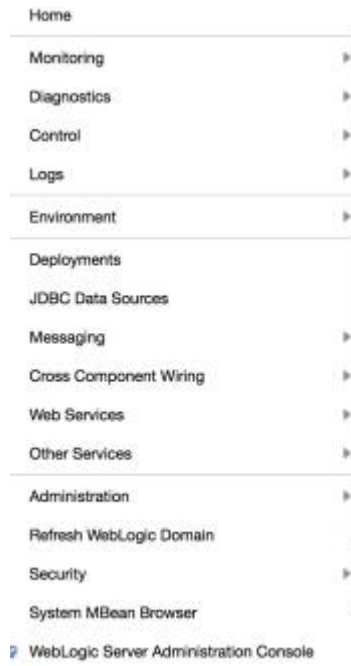 Home
Monitoring
Diagnostics
Control
Logs
Environment
Deployments
JDBC Data Sources
Messaging
Cross Component Wiring
Web Services
Other Services
Administration
Refresh WebLogic Domain
Security
System MBean Browser
WebLogic Server Administration Console